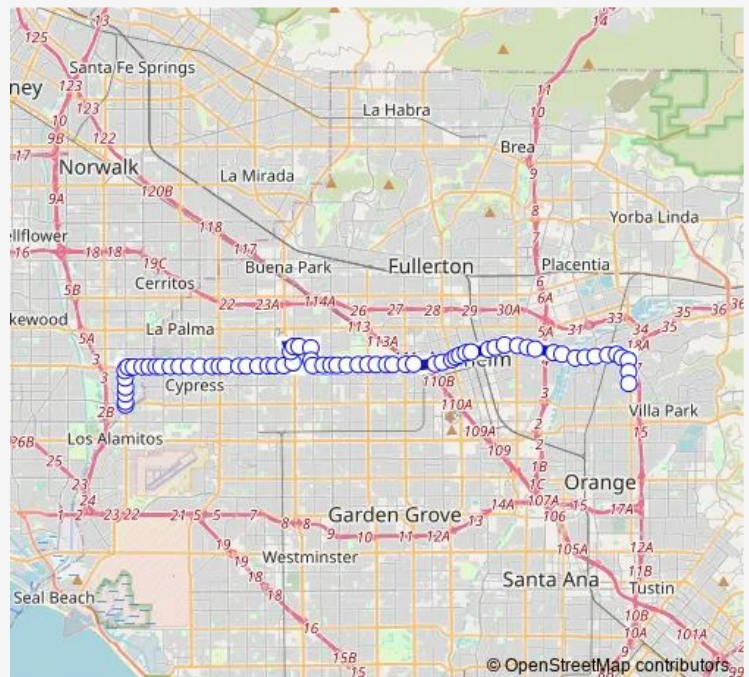 125
13
14
Santa Fe Springs
ney
123
123
La Habra
11
10
10
122
9B
Brea
17
Norwalk
9
La Mirada
9A
120B
8
118
Yorba Linda
llflower
7
117
16
18
18
19C
Buena Park
Fullerton
Placentia
6
5B
Cerritos
22
23A
114A
26
27
28
29
30A
6A
35
36
kewood
113
5A
31
33
34
35
La Palma
113A
18A
5A
3
3
Cypress
110B
3
Villa Park
2B
110A
Los Alamitos
109A
2
15
26B
109
2
25
1B
23
1C
Orange
24
14A
107A
15
17A
1
2
23
22
21
5
5
7
Garden Grove
13
106
8
8
9
10
11
12A
19
12A
Westminster
105A
19
11B
18
Santa Ana
Tustin
Seal Beach
18
10B
16
10A
101A
15B
9
99
15
8
© OpenStreetMap contributors